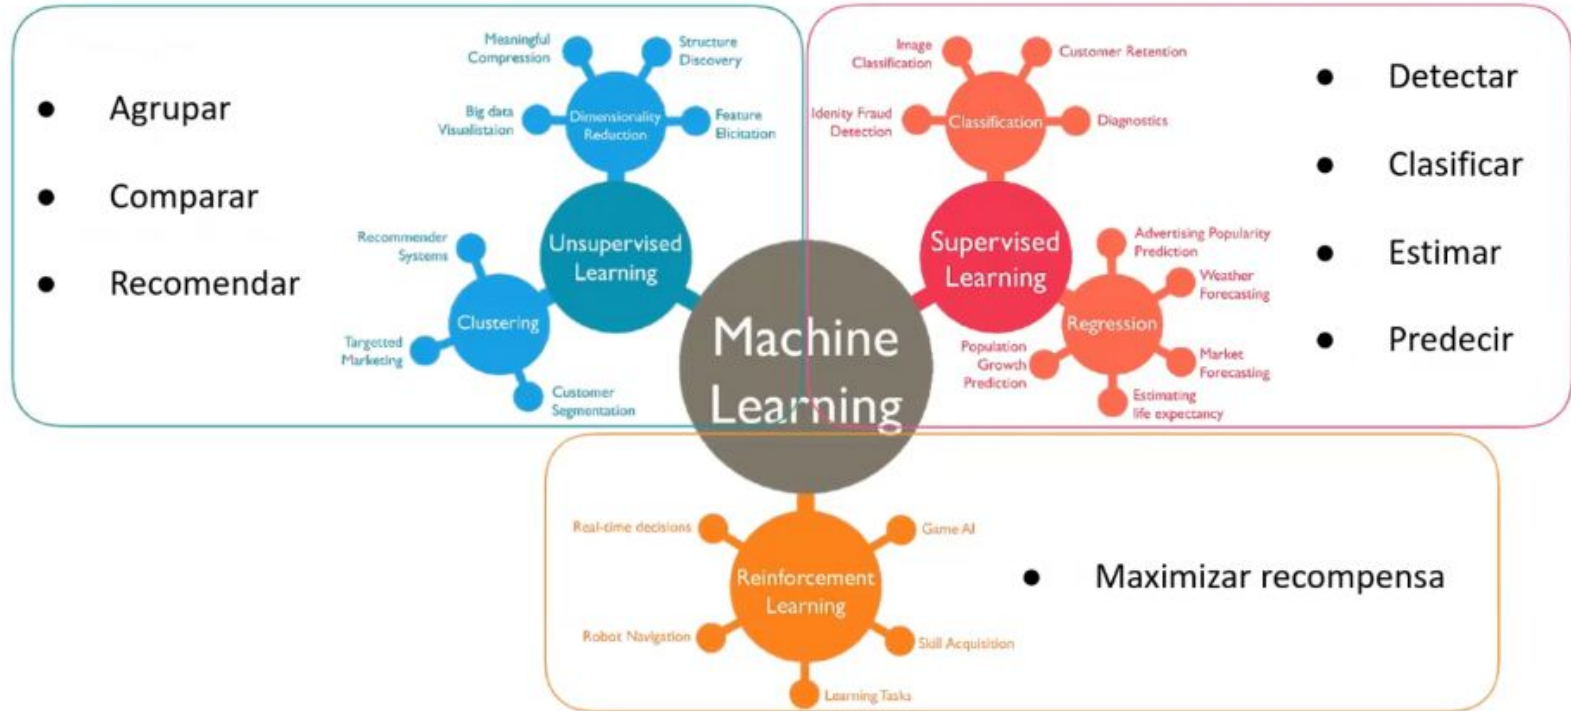 Agrupar
Comparar
Recomendar
Meaningful
Compression
Structure
Discovery
Big data
Visualistaion
Dimensionality
Reduction
Feature
Elicitation
Unsupervised
Learning
Recommender
Systems
Clustering
Targetted
Marketing
Customer
Segmentation
Machine
Learning
Image
Classification
Customer Retention
Idenity Fraud
Detection
Classification
Diagnostics
Supervised
Learning
Advertising Popularity
Prediction
Weather
Forecasting
Regression
Population
Growth
Prediction
Market
Forecasting
Estimating
life expectancy
Detectar
Clasificar
Estimar
Predecir
Real-time decisions
Game AI
Reinforcement
Learning
Robot Navigation
Skill Acquisition
Learning Tasks
Maximizar recompensa